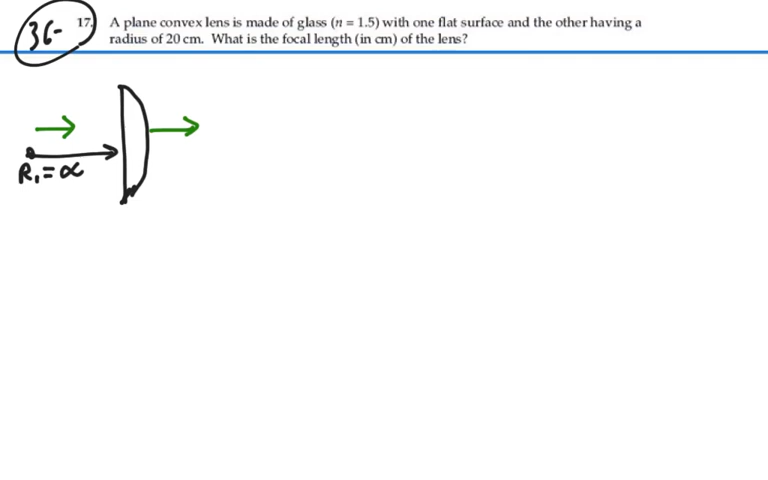 36-
17. A plane convex lens is made of glass (n = 1.5) with one flat surface and the other having a
radius of 20 cm. What is the focal length (in cm) of the lens?
R₁ = ∝